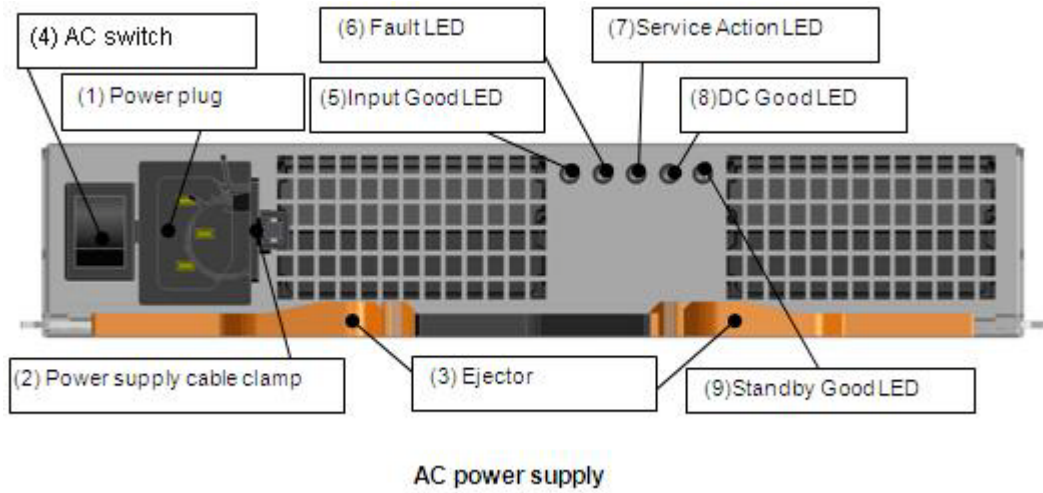 (6) Fault LED
(7)Service Action LED
(4) AC switch
(1) Power plug
(5)Input Good LED
(8)DC Good LED
(2) Power supply cable clamp
(3) Ejector
(9)Standby Good LED
AC power supply